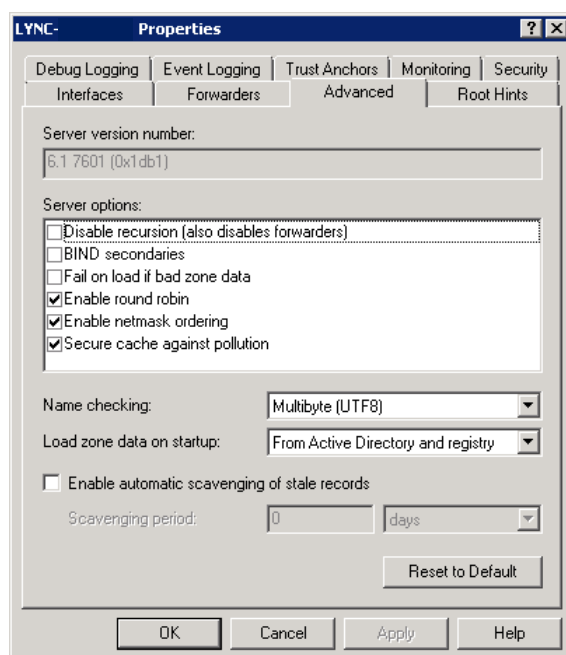 LYNC- Properties
Debug Logging Event Logging Trust Anchors Monitoring Security
Interfaces Forwarders Advanced Root Hints
Server version number:
6.1 7601 (0x1db1)
Server options:
Disable recursion (also disables forwarders)
BIND secondaries
Fail on load if bad zone data
Enable round robin
Enable netmask ordering
Secure cache against pollution
Name checking: Multibyte (UTF8)
Load zone data on startup: From Active Directory and registry
Enable automatic scavenging of stale records
Scavenging period: 0 days
Reset to Default
OK Cancel Apply Help